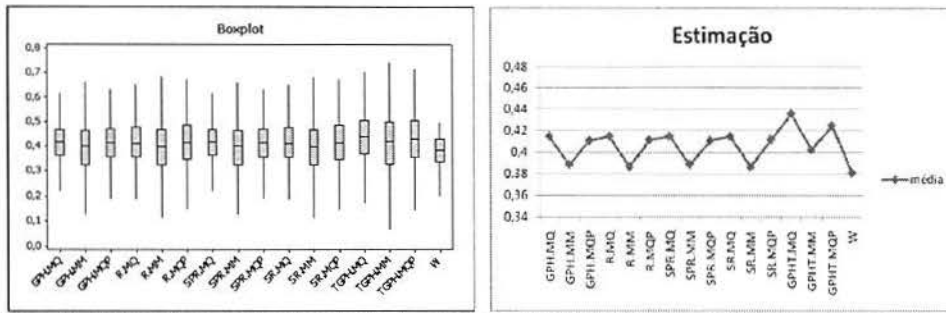 Boxplot
0,8
0,7
0,6
0,5
0,4
0,3
0,2
0,1
0,0
GPH.MQ
GPH.MM
GPH.MQP
R.MQ
R.MM
R.MQP
SPR.MQ
SPR.MM
SPR.MQP
SR.MQ
SR.MM
SR.MQP
TGPH.MQ
TGPH.MM
TGPH.MQP
W
Estimação
0,48
0,46
0,44
0,42
0,4
0,38
0,36
0,34
GPH.MQ
GPH.MM
GPH.MQP
R.MQ
R.MM
R.MQP
SPR.MQ
SPR.MM
SPR.MQP
SR.MQ
SR.MM
SR.MQP
GPHT.MQ
GPHT.MM
GPHT.MQP
W
média